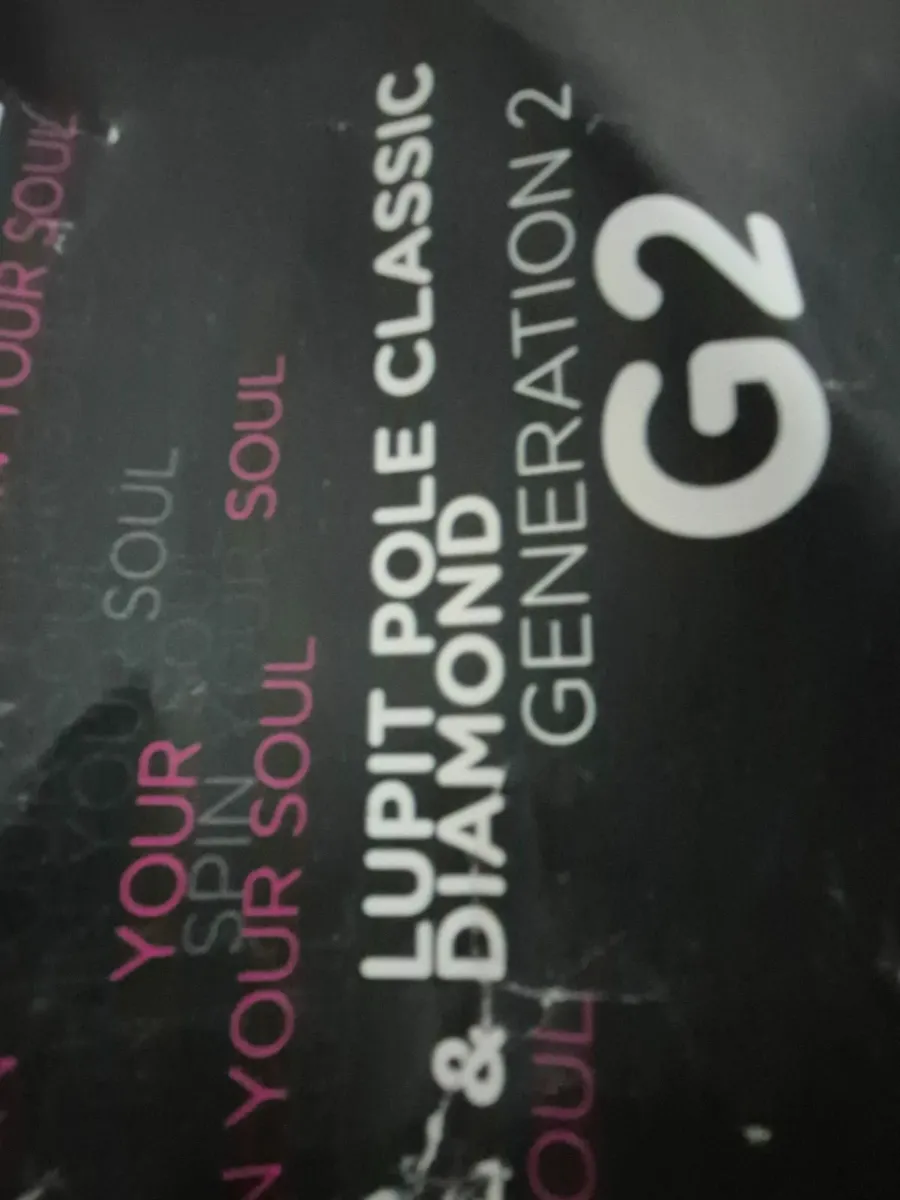 YOUR SOUL
SOUL
YOUR
SPIN
SOUL
YOUR SOUL
LUPIT POLE CLASSIC
& DIAMOND
GENERATION 2
G2